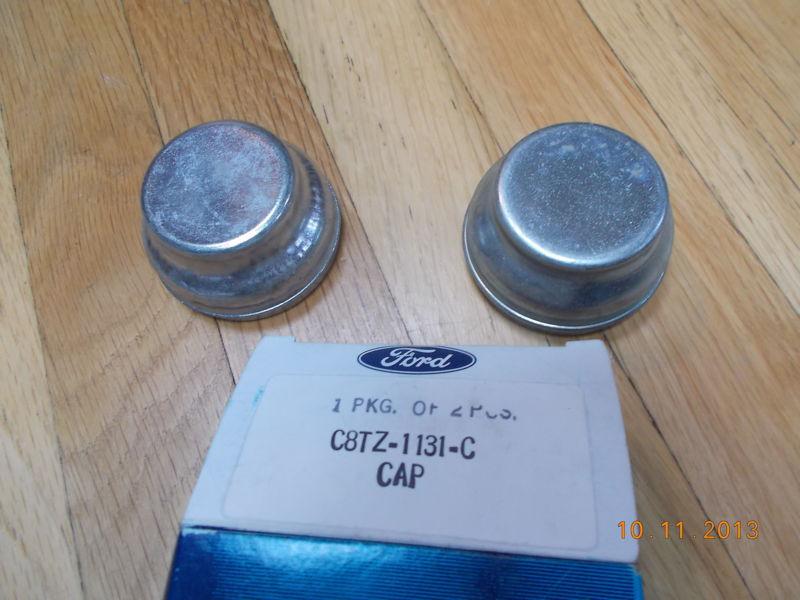 Ford
1 PKG. OF 2 PCS.
C8TZ-1131-C
CAP
10.11.2013